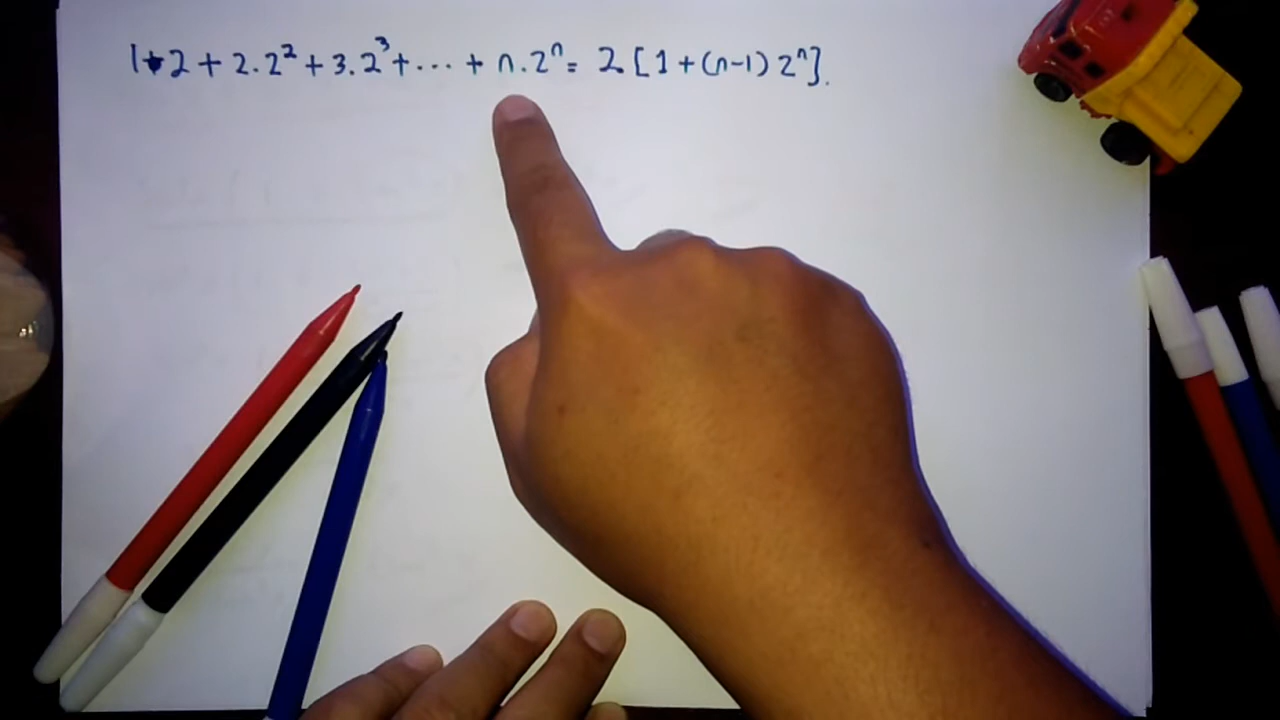 1.2 + 2.2² + 3.2³ + ... + n.2ⁿ = 2[1 + (n-1) 2ⁿ].